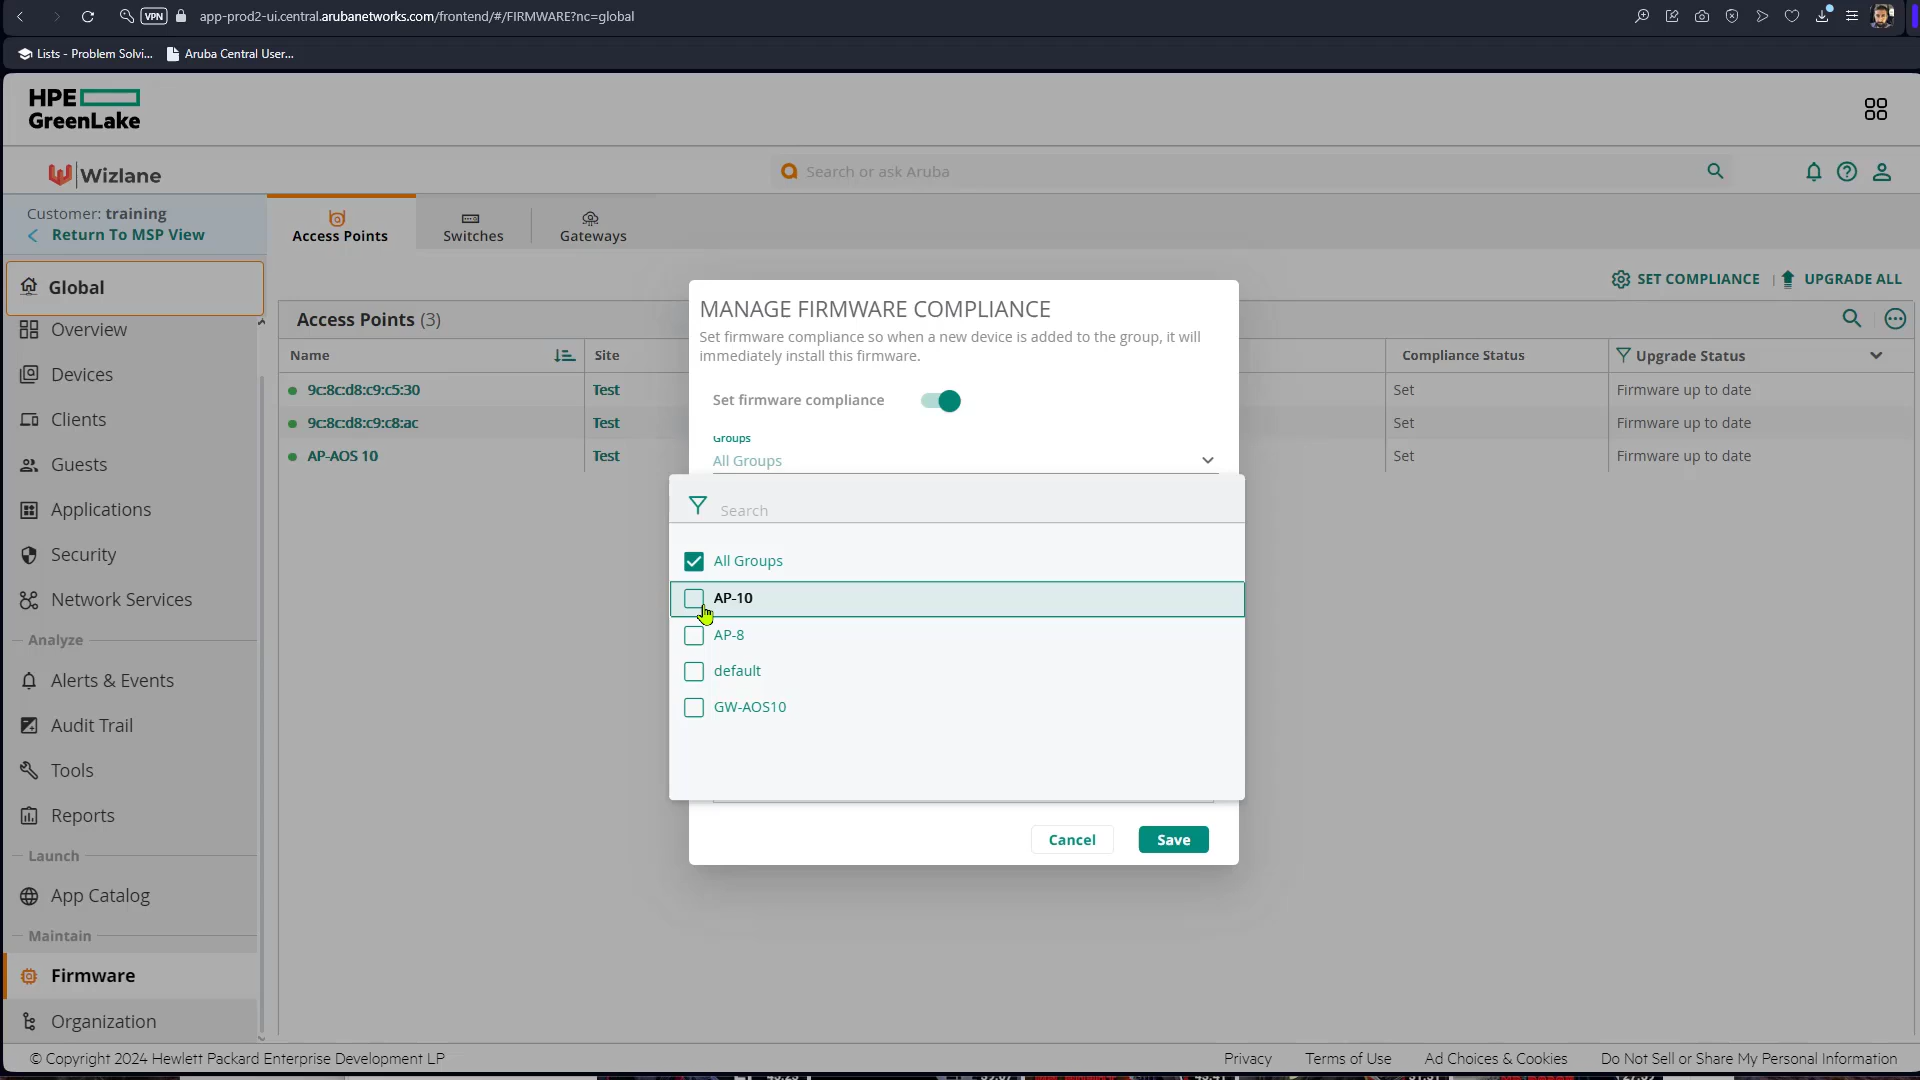 VPN
app-prod2-ui.central.arubanetworks.com/frontend/#/FIRMWARE?nc=global
Lists - Problem Solvi...
Aruba Central User...
HPE
GreenLake
Wizlane
Search or ask Aruba
Customer: training
Return To MSP View
Access Points
Switches
Gateways
Global
Overview
Devices
Clients
Guests
Applications
Security
Network Services
Analyze
Alerts & Events
Audit Trail
Tools
Reports
Launch
App Catalog
Maintain
Firmware
Organization
SET COMPLIANCE
UPGRADE ALL
Access Points (3)
Name
Site
Compliance Status
Upgrade Status
9c:8c:d8:c9:c5:30
Test
Set
Firmware up to date
9c:8c:d8:c9:c8:ac
Test
Set
Firmware up to date
AP-AOS 10
Test
Set
Firmware up to date
MANAGE FIRMWARE COMPLIANCE
Set firmware compliance so when a new device is added to the group, it will
immediately install this firmware.
Set firmware compliance
Groups
All Groups
Search
All Groups
AP-10
AP-8
default
GW-AOS10
Cancel
Save
© Copyright 2024 Hewlett Packard Enterprise Development LP
Privacy
Terms of Use
Ad Choices & Cookies
Do Not Sell or Share My Personal Information